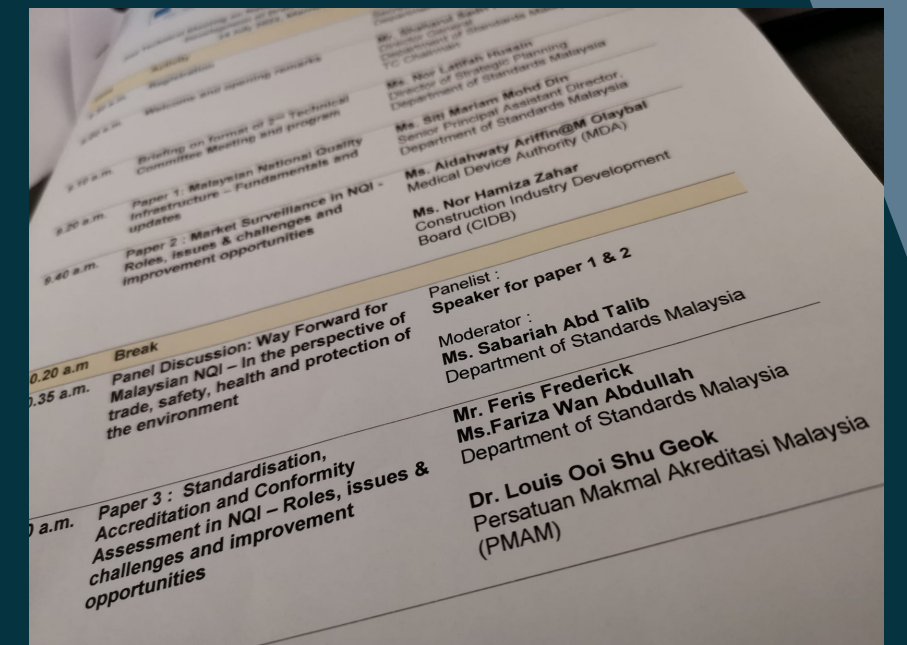 Activity
Registration
Mr. Shaharul Sadri
Director General
Department of Standards Malaysia
TC Chairman
Welcome and opening remarks
Ms. Nor Latifah Husain
Director of Strategic Planning
Department of Standards Malaysia
9.10 a.m.
Briefing on format of 2nd Technical
Committee Meeting and program
Ms. Siti Mariam Mohd Din
Senior Principal Assistant Director,
Department of Standards Malaysia
9.20 a.m.
Paper 1: Malaysian National Quality
Infrastructure – Fundamentals and
updates
Ms. Aidahwaty Ariffin@M Olaybal
Medical Device Authority (MDA)
9.40 a.m.
Paper 2 : Market Surveillance in NQI -
Roles, issues & challenges and
improvement opportunities
Ms. Nor Hamiza Zahar
Construction Industry Development
Board (CIDB)
0.20 a.m
Break
.35 a.m.
Panel Discussion: Way Forward for
Malaysian NQI – In the perspective of
trade, safety, health and protection of
the environment
Panelist :
Speaker for paper 1 & 2
Moderator :
Ms. Sabariah Abd Talib
Department of Standards Malaysia
a.m.
Paper 3 : Standardisation,
Accreditation and Conformity
Assessment in NQI – Roles, issues &
challenges and improvement
opportunities
Mr. Feris Frederick
Ms.Fariza Wan Abdullah
Department of Standards Malaysia
Dr. Louis Ooi Shu Geok
Persatuan Makmal Akreditasi Malaysia
(PMAM)